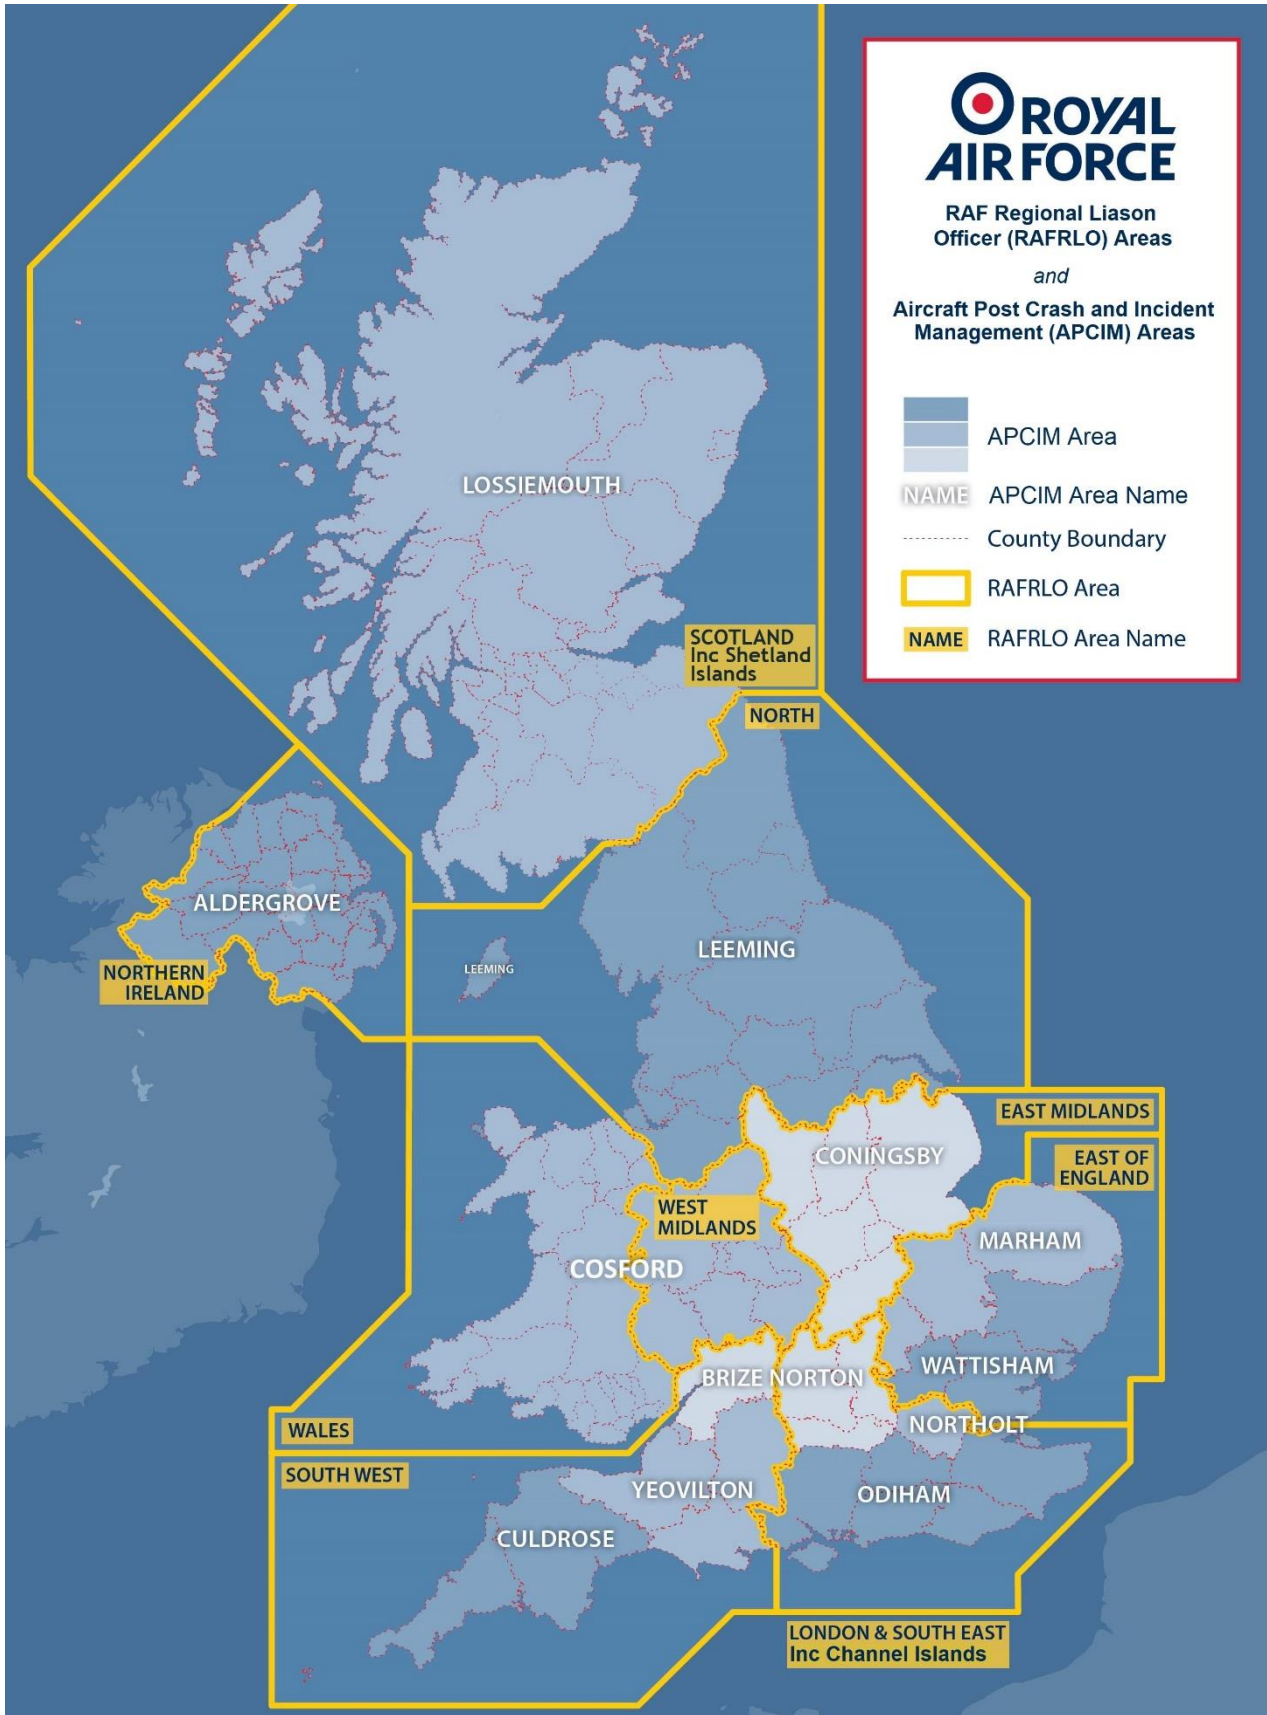 ROYAL
AIR FORCE
RAF Regional Liason
Officer (RAFRLO) Areas
and
Aircraft Post Crash and Incident
Management (APCIM) Areas
APCIM Area
NAME APCIM Area Name
County Boundary
RAFRLO Area
NAME RAFRLO Area Name
LOSSIEMOUTH
SCOTLAND
Inc Shetland
Islands
NORTH
ALDERGROVE
NORTHERN
IRELAND
LEEMING
LEEMING
EAST MIDLANDS
CONINGSBY
EAST OF
ENGLAND
WEST
MIDLANDS
MARHAM
COSFORD
WATTISHAM
BRIZE NORTON
NORTHOLT
WALES
SOUTH WEST
YEOVILTON
ODIHAM
CULDROSE
LONDON & SOUTH EAST
Inc Channel Islands